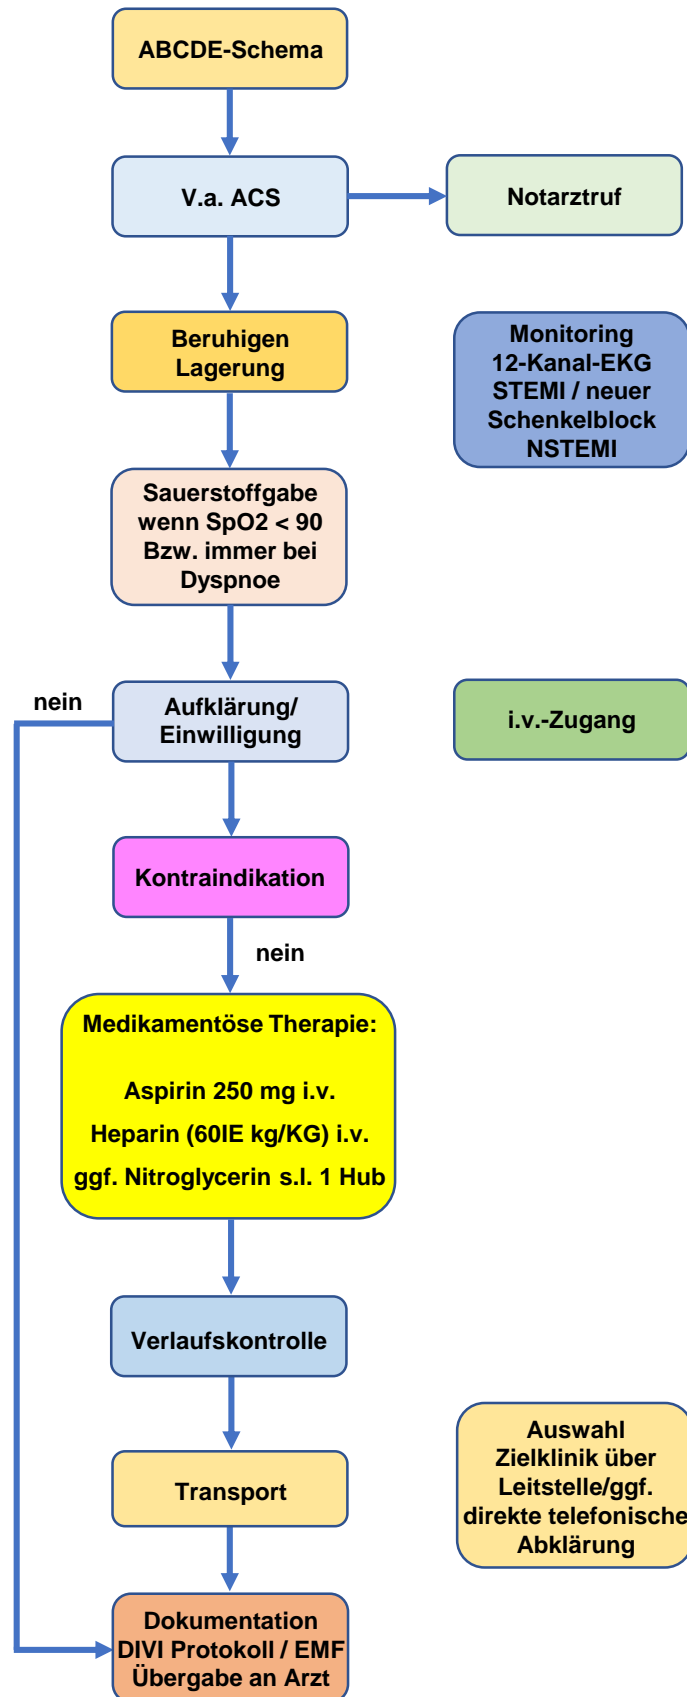 ABCDE-Schema
V.a. ACS
Notarztruf
Beruhigen
Lagerung
Monitoring
12-Kanal-EKG
STEMI / neuer
Schenkelblock
NSTEMI
Sauerstoffgabe
wenn SpO2 < 90
Bzw. immer bei
Dyspnoe
nein
Aufklärung/
Einwilligung
i.v.-Zugang
Kontraindikation
nein
Medikamentöse Therapie:
Aspirin 250 mg i.v.
Heparin (60IE kg/KG) i.v.
ggf. Nitroglycerin s.l. 1 Hub
Verlaufskontrolle
Transport
Auswahl
Zielklinik über
Leitstelle/ggf.
direkte telefonische
Abklärung
Dokumentation
DIVI Protokoll / EMF
Übergabe an Arzt